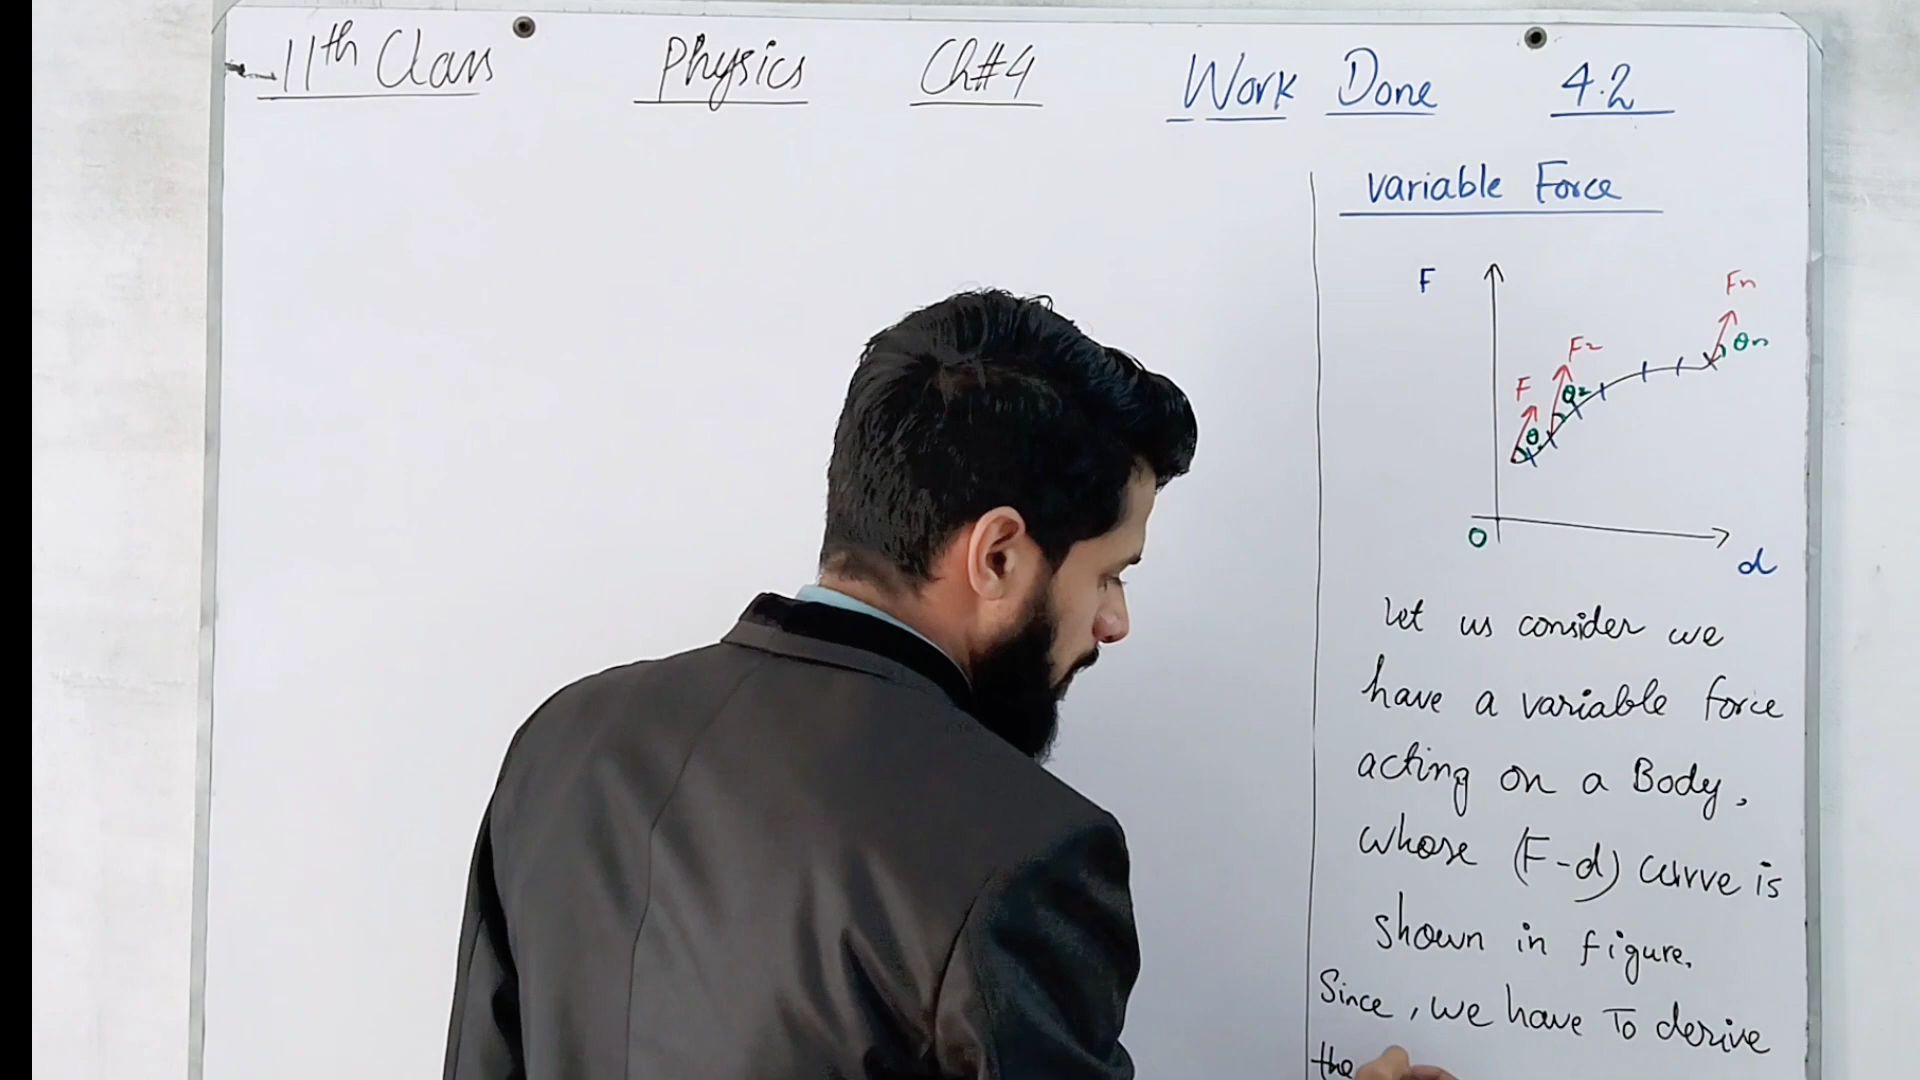 11th Class Physics Ch#4 Work Done 4.2
Variable Force
F
Fn
θn
F2
θ2
F
θ
O
d
Let us consider we
have a variable force
acting on a Body,
whose (F-d) curve is
shown in figure.
Since, we have To derive
the